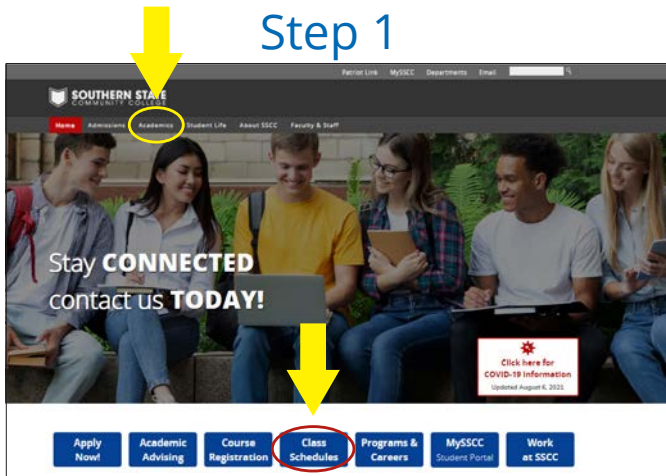 Step 1
Patriot Link MySSCC Departments Email
SOUTHERN STATE
COMMUNITY COLLEGE
Home Admissions Academics Student Life About SSCC Faculty & Staff
Stay CONNECTED
contact us TODAY!
Click here for
COVID-19 Information
Updated August 6, 2021
Apply Academic Course Class Programs & MySSCC Work
Now! Advising Registration Schedules Careers Student Portal at SSCC